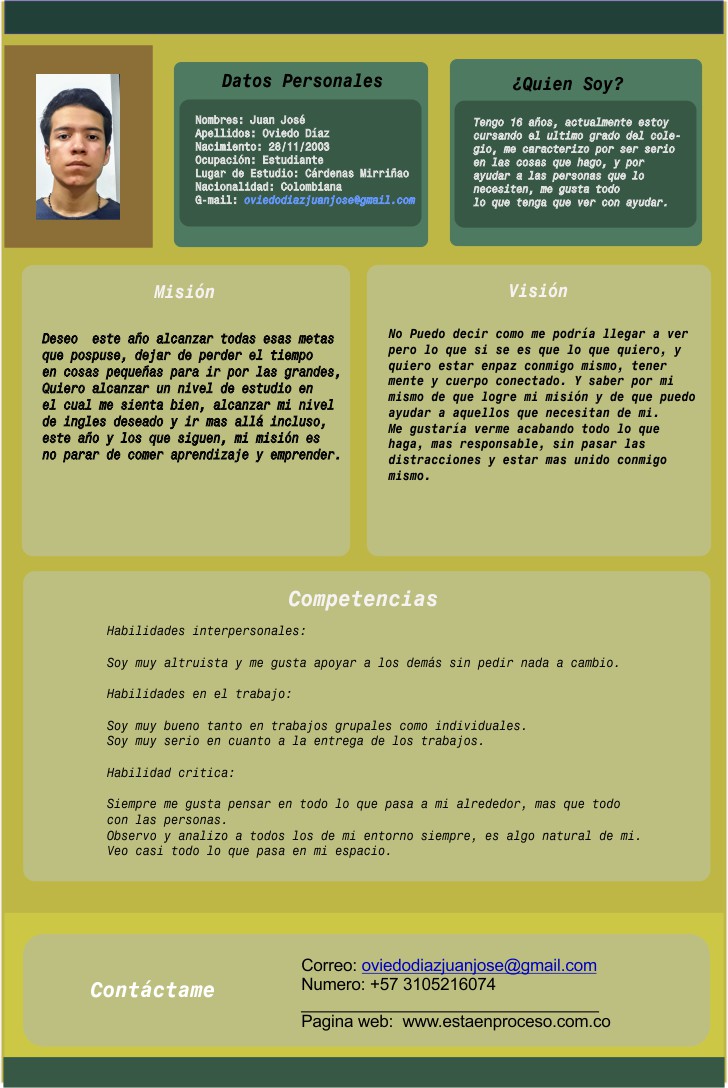 Datos Personales
Nombres: Juan José
Apellidos: Oviedo Díaz
Nacimiento: 28/11/2003
Ocupación: Estudiante
Lugar de Estudio: Cárdenas Mirriñao
Nacionalidad: Colombiana
G-mail: oviedodiazjuanjose@gmail.com
¿Quien Soy?
Tengo 16 años, actualmente estoy
cursando el ultimo grado del cole-
gio, me caracterizo por ser serio
en las cosas que hago, y por
ayudar a las personas que lo
necesiten, me gusta todo
lo que tenga que ver con ayudar.
Misión
Deseo  este año alcanzar todas esas metas
que pospuse, dejar de perder el tiempo
en cosas pequeñas para ir por las grandes,
Quiero alcanzar un nivel de estudio en
el cual me sienta bien, alcanzar mi nivel
de ingles deseado y ir mas allá incluso,
este año y los que siguen, mi misión es
no parar de comer aprendizaje y emprender.
Visión
No Puedo decir como me podría llegar a ver
pero lo que si se es que lo que quiero, y
quiero estar enpaz conmigo mismo, tener
mente y cuerpo conectado. Y saber por mi
mismo de que logre mi misión y de que puedo
ayudar a aquellos que necesitan de mi.
Me gustaría verme acabando todo lo que
haga, mas responsable, sin pasar las
distracciones y estar mas unido conmigo
mismo.
Competencias
Habilidades interpersonales:
Soy muy altruista y me gusta apoyar a los demás sin pedir nada a cambio.
Habilidades en el trabajo:
Soy muy bueno tanto en trabajos grupales como individuales.
Soy muy serio en cuanto a la entrega de los trabajos.
Habilidad critica:
Siempre me gusta pensar en todo lo que pasa a mi alrededor, mas que todo
con las personas.
Observo y analizo a todos los de mi entorno siempre, es algo natural de mi.
Veo casi todo lo que pasa en mi espacio.
Contáctame
Correo: oviedodiazjuanjose@gmail.com
Numero: +57 3105216074
Pagina web:  www.estaenproceso.com.co